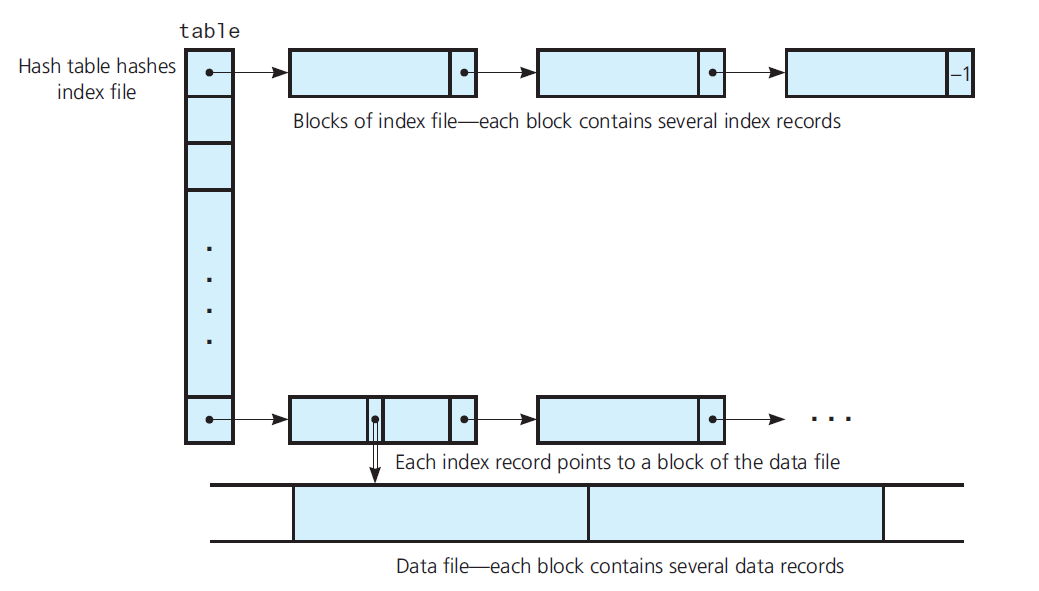 table
Hash table hashes
index file
–1
Blocks of index file—each block contains several index records
. . .
Each index record points to a block of the data file
Data file—each block contains several data records